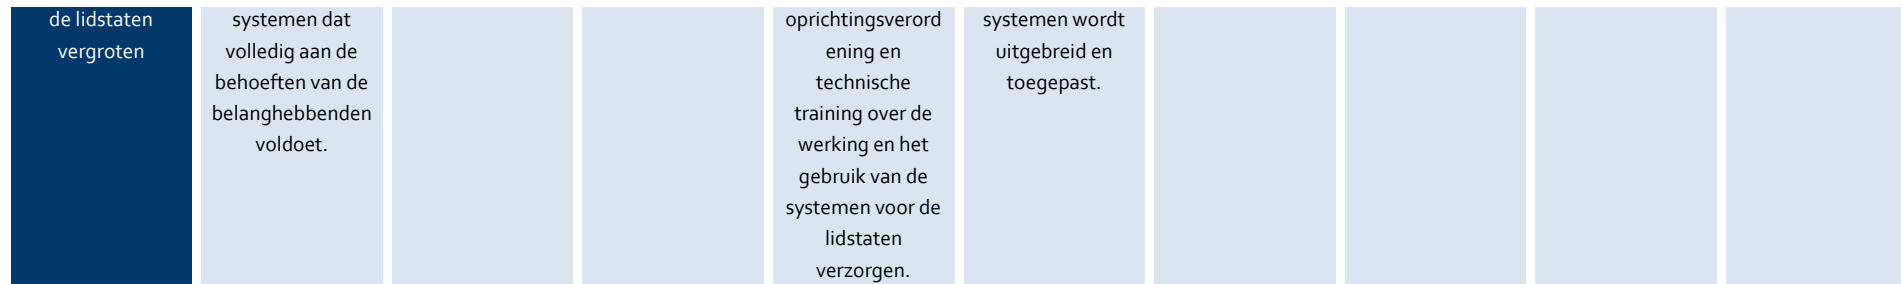 de lidstaten
vergroten
systemen dat
volledig aan de
behoeften van de
belanghebbenden
voldoet.
oprichtingsverord
ening en
technische
training over de
werking en het
gebruik van de
systemen voor de
lidstaten
verzorgen.
systemen wordt
uitgebreid en
toegepast.